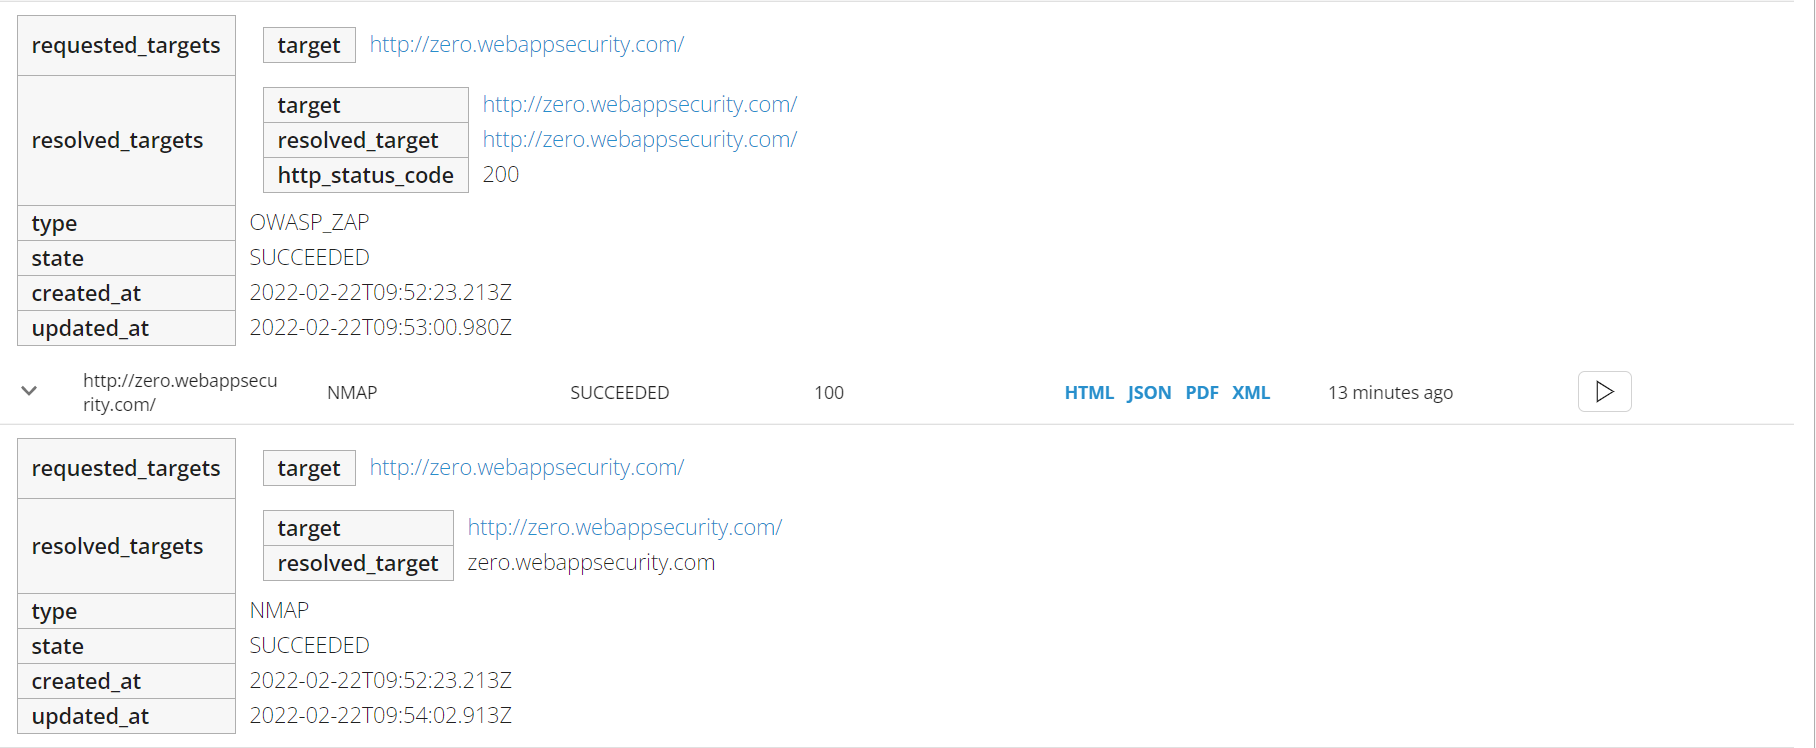 requested_targets target http://zero.webappsecurity.com/
target http://zero.webappsecurity.com/
resolved_targets resolved_target http://zero.webappsecurity.com/
http_status_code 200
type OWASP_ZAP
state SUCCEEDED
created_at 2022-02-22T09:52:23.213Z
updated_at 2022-02-22T09:53:00.980Z
http://zero.webappsecu
rity.com/ NMAP SUCCEEDED 100 HTML JSON PDF XML 13 minutes ago
requested_targets target http://zero.webappsecurity.com/
target http://zero.webappsecurity.com/
resolved_targets resolved_target zero.webappsecurity.com
type NMAP
state SUCCEEDED
created_at 2022-02-22T09:52:23.213Z
updated_at 2022-02-22T09:54:02.913Z